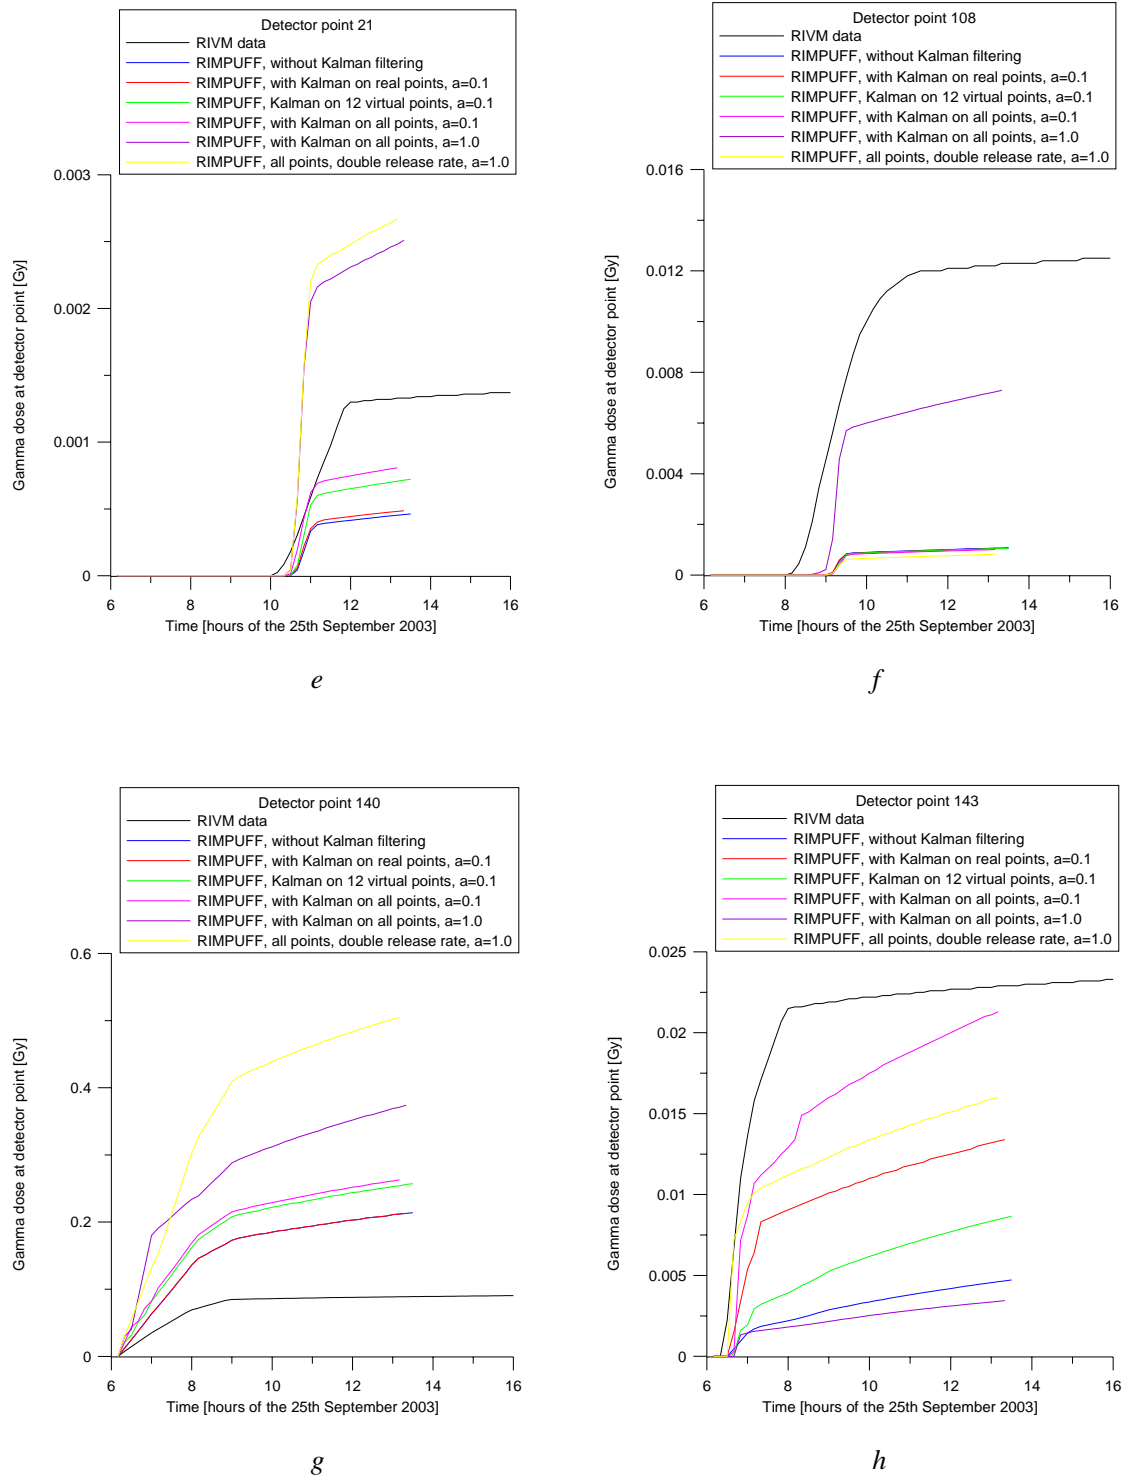 Detector point 21
RIVM data
RIMPUFF, without Kalman filtering
RIMPUFF, with Kalman on real points, a=0.1
RIMPUFF, Kalman on 12 virtual points, a=0.1
RIMPUFF, with Kalman on all points, a=0.1
RIMPUFF, with Kalman on all points, a=1.0
RIMPUFF, all points, double release rate, a=1.0
0.003
0.002
0.001
0
Gamma dose at detector point [Gy]
6 8 10 12 14 16
Time [hours of the 25th September 2003]
e
Detector point 108
RIVM data
RIMPUFF, without Kalman filtering
RIMPUFF, with Kalman on real points, a=0.1
RIMPUFF, Kalman on 12 virtual points, a=0.1
RIMPUFF, with Kalman on all points, a=0.1
RIMPUFF, with Kalman on all points, a=1.0
RIMPUFF, all points, double release rate, a=1.0
0.016
0.012
0.008
0.004
0
Gamma dose at detector point [Gy]
6 8 10 12 14 16
Time [hours of the 25th September 2003]
f
Detector point 140
RIVM data
RIMPUFF, without Kalman filtering
RIMPUFF, with Kalman on real points, a=0.1
RIMPUFF, Kalman on 12 virtual points, a=0.1
RIMPUFF, with Kalman on all points, a=0.1
RIMPUFF, with Kalman on all points, a=1.0
RIMPUFF, all points, double release rate, a=1.0
0.6
0.4
0.2
0
Gamma dose at detector point [Gy]
6 8 10 12 14 16
Time [hours of the 25th September 2003]
g
Detector point 143
RIVM data
RIMPUFF, without Kalman filtering
RIMPUFF, with Kalman on real points, a=0.1
RIMPUFF, Kalman on 12 virtual points, a=0.1
RIMPUFF, with Kalman on all points, a=0.1
RIMPUFF, with Kalman on all points, a=1.0
RIMPUFF, all points, double release rate, a=1.0
0.025
0.02
0.015
0.01
0.005
0
Gamma dose at detector point [Gy]
6 8 10 12 14 16
Time [hours of the 25th September 2003]
h